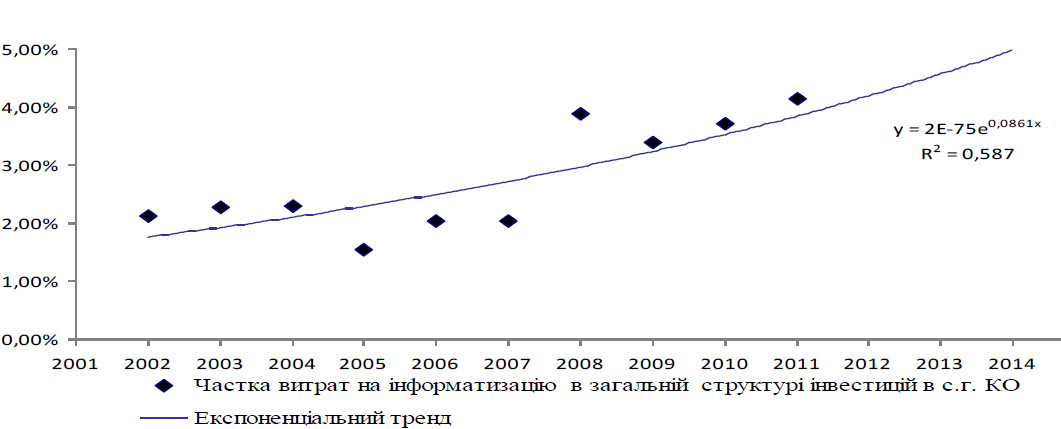 5,00%
4,00%
3,00%
2,00%
1,00%
0,00%
y = 2E-75e^0,0861x
R² = 0,587
2001 2002 2003 2004 2005 2006 2007 2008 2009 2010 2011 2012 2013 2014
Частка витрат на інформатизацію в загальній структурі інвестицій в с.г. КО
Експоненціальний тренд